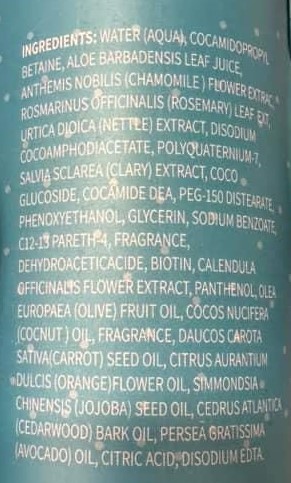 INGREDIENTS: WATER (AQUA), COCAMIDOPROPYL
BETAINE, ALOE BARBADENSIS LEAF JUICE,
ANTHEMIS NOBILIS (CHAMOMILE ) FLOWER EXTRACT,
ROSMARINUS OFFICINALIS (ROSEMARY) LEAF EXT,
URTICA DIOICA (NETTLE) EXTRACT, DISODIUM
COCOAMPHODIACETATE, POLYQUATERNIUM-7,
SALVIA SCLAREA (CLARY) EXTRACT, COCO
GLUCOSIDE, COCAMIDE DEA, PEG-150 DISTEARATE,
PHENOXYETHANOL, GLYCERIN, SODIUM BENZOATE,
C12-13 PARETH-4, FRAGRANCE,
DEHYDROACETICACIDE, BIOTIN, CALENDULA
OFFICINALIS FLOWER EXTRACT, PANTHENOL, OLEA
EUROPAEA (OLIVE) FRUIT OIL, COCOS NUCIFERA
(COCNUT ) OIL, FRAGRANCE, DAUCOS CAROTA
SATIVA(CARROT) SEED OIL, CITRUS AURANTIUM
DULCIS (ORANGE)FLOWER OIL, SIMMONDSIA
CHINENSIS (JOJOBA) SEED OIL, CEDRUS ATLANTICA
(CEDARWOOD) BARK OIL, PERSEA GRATISSIMA
(AVOCADO) OIL, CITRIC ACID, DISODIUM EDTA.